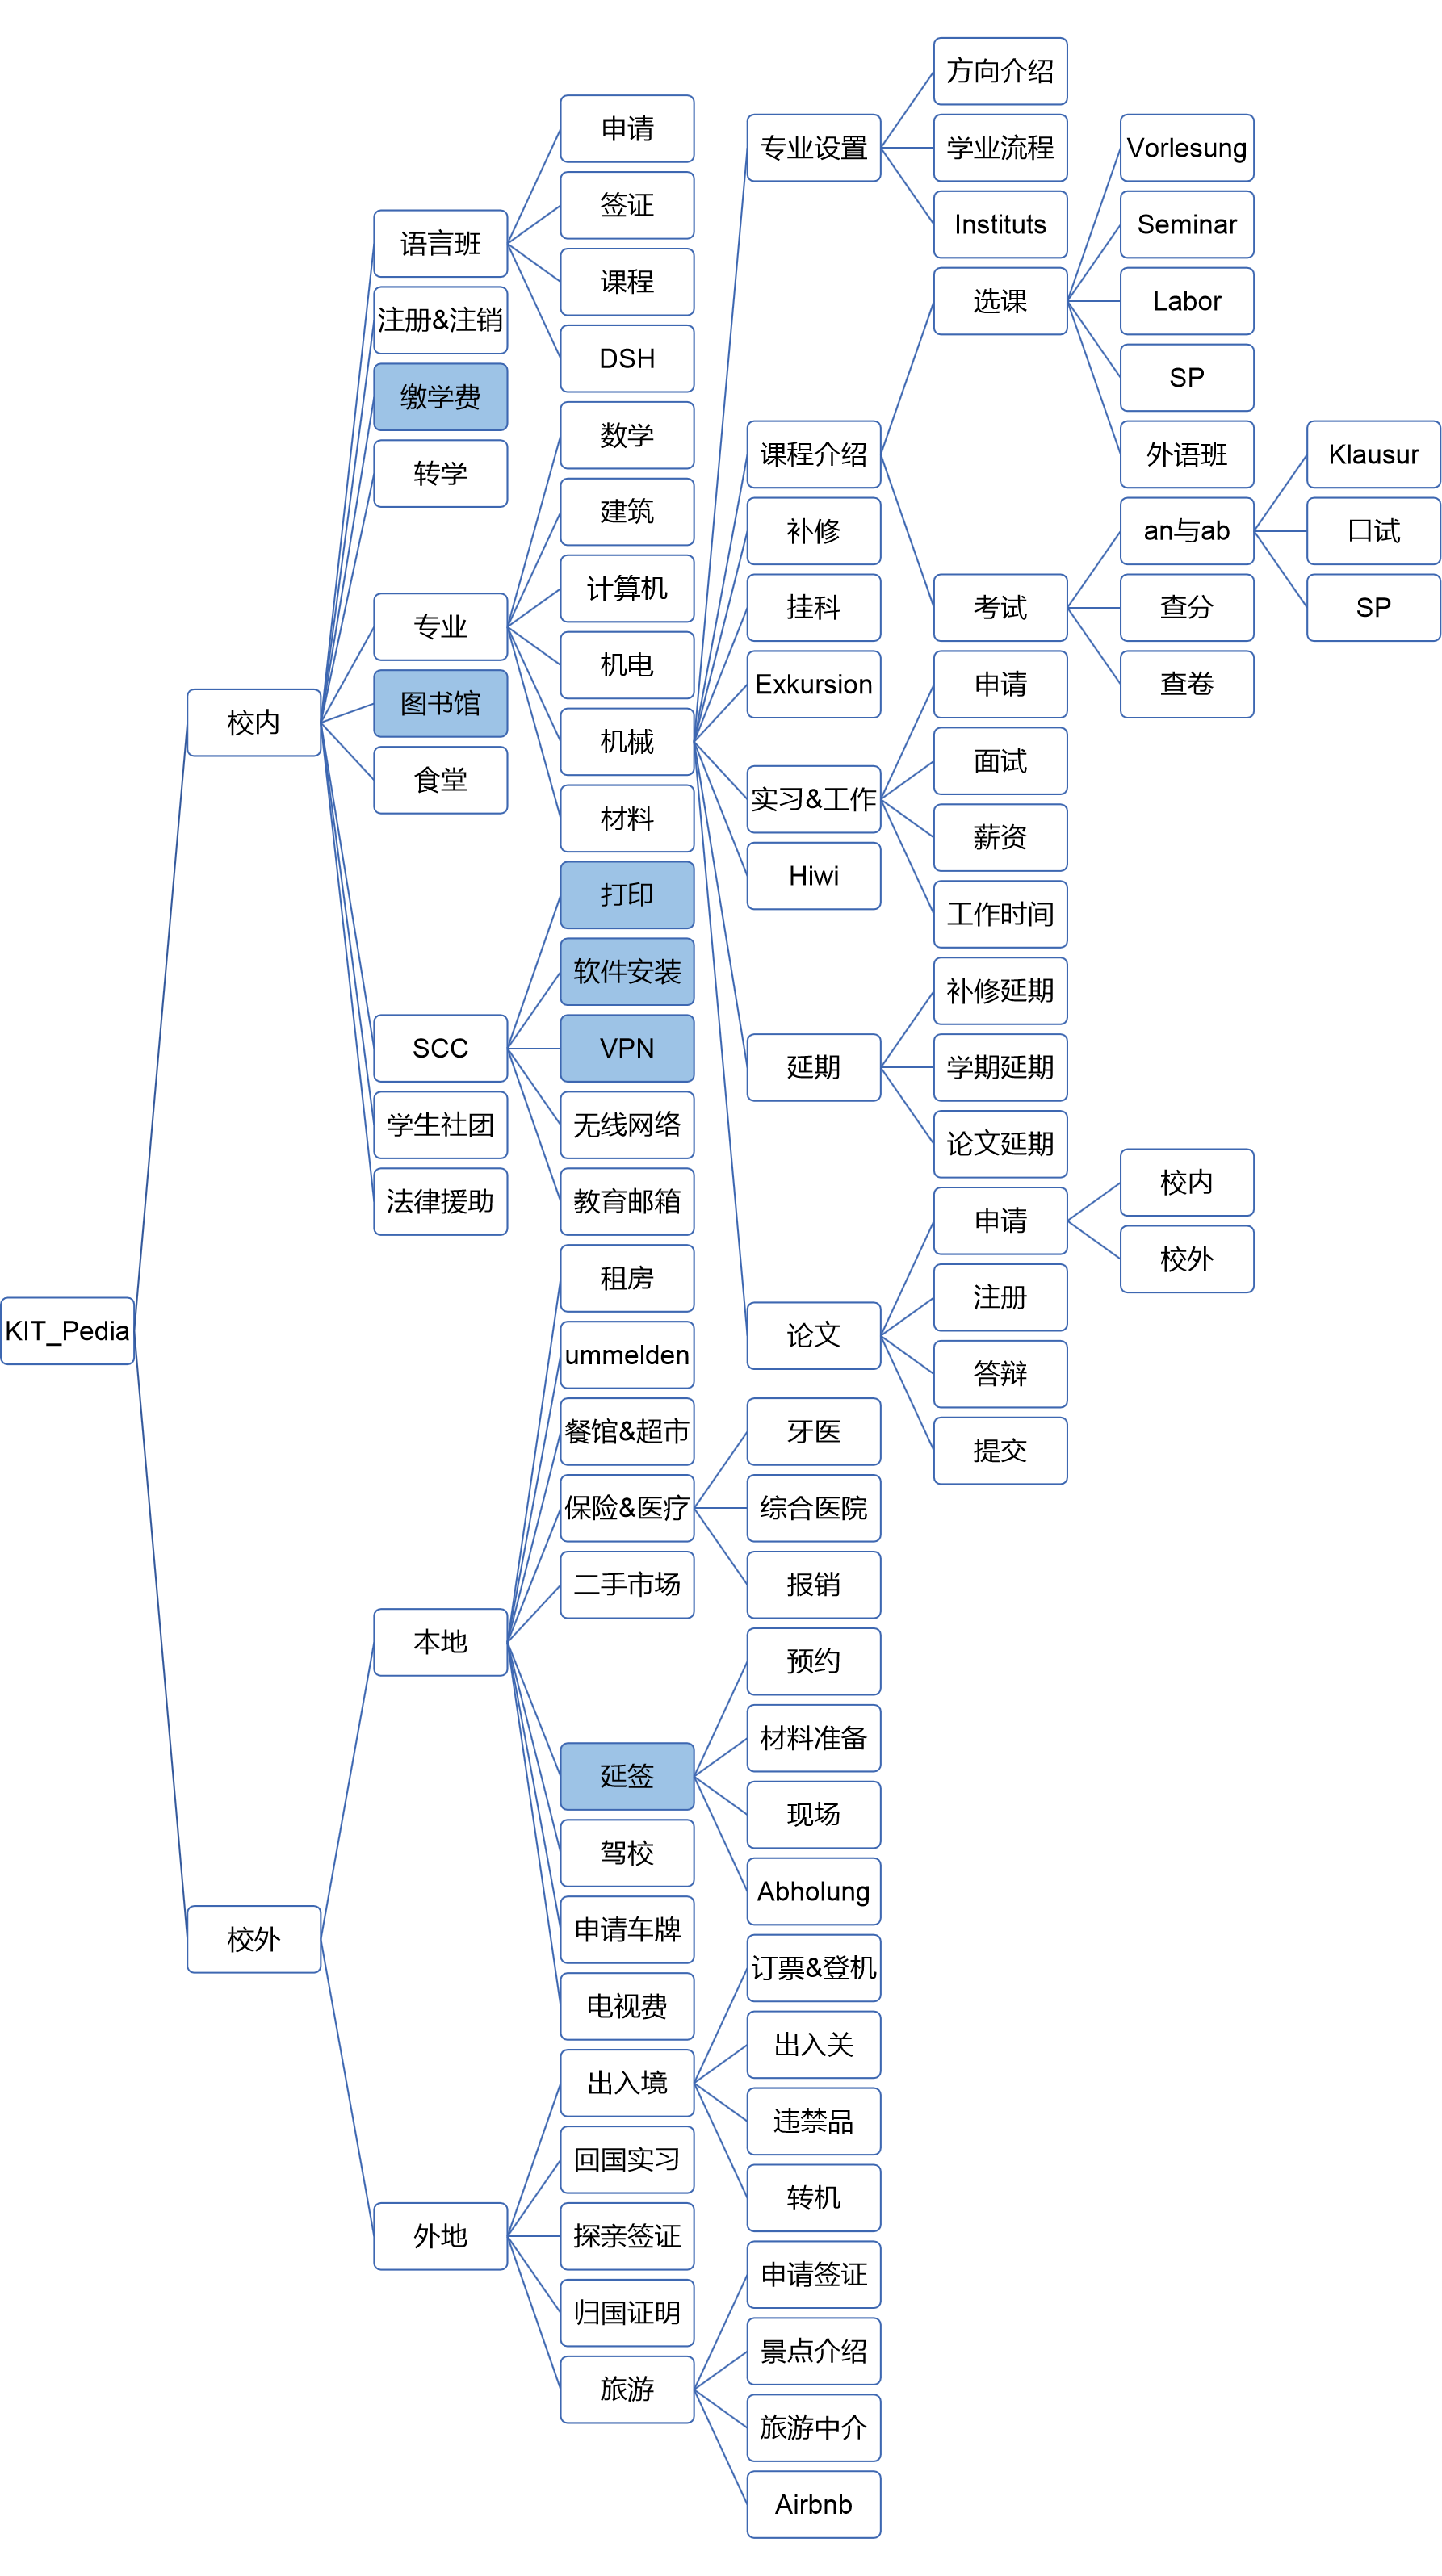 KIT_Pedia
校内
语言班
申请
签证
课程
DSH
注册&注销
缴学费
转学
专业
数学
建筑
计算机
机电
机械
专业设置
方向介绍
学业流程
Instituts
课程介绍
选课
Vorlesung
Seminar
Labor
SP
外语班
考试
an与ab
Klausur
口试
SP
查分
查卷
补修
挂科
Exkursion
实习&工作
申请
面试
薪资
工作时间
Hiwi
延期
补修延期
学期延期
论文延期
论文
申请
校内
校外
注册
答辩
提交
材料
图书馆
食堂
SCC
打印
软件安装
VPN
无线网络
教育邮箱
学生社团
法律援助
校外
本地
租房
ummelden
餐馆&超市
保险&医疗
牙医
综合医院
报销
二手市场
延签
预约
材料准备
现场
Abholung
驾校
申请车牌
电视费
外地
出入境
订票&登机
出入关
违禁品
转机
回国实习
探亲签证
归国证明
旅游
申请签证
景点介绍
旅游中介
Airbnb